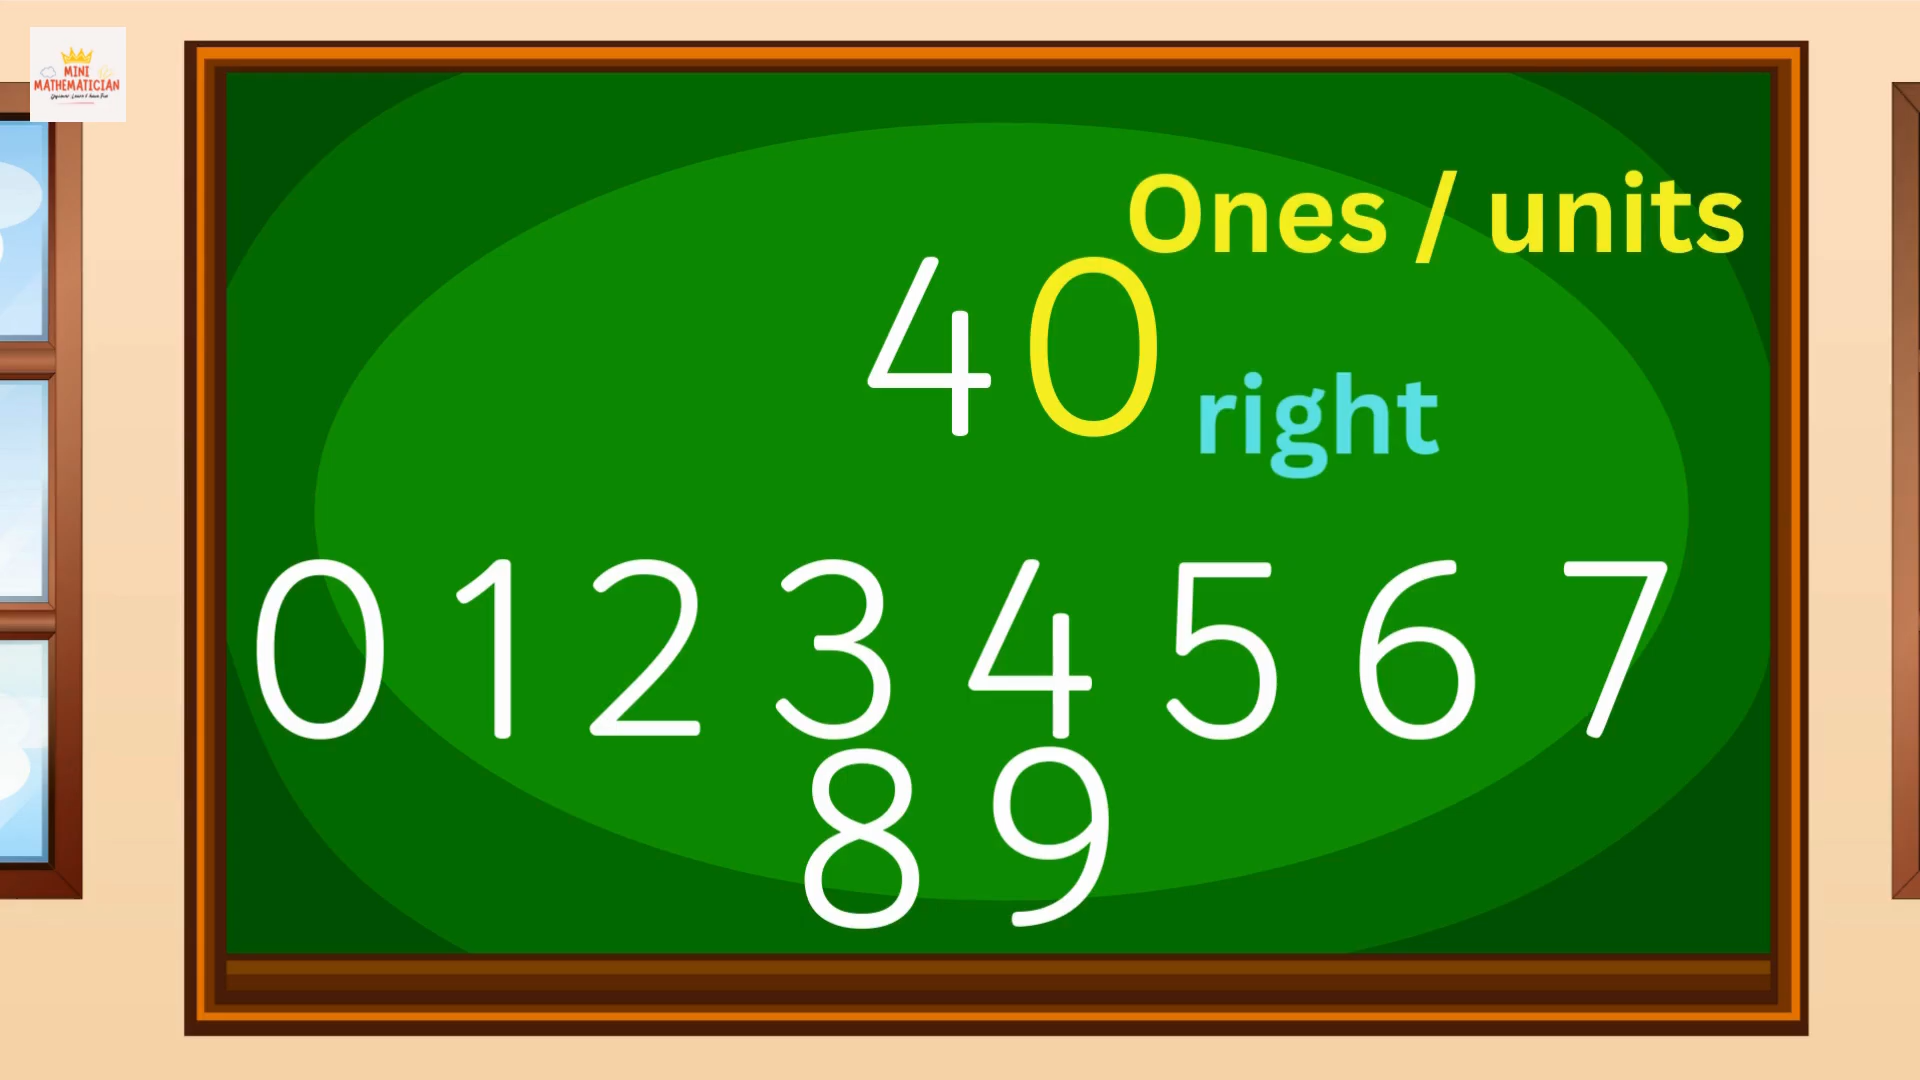 MINI
MATHEMATICIAN
Ones / units
40
right
0 1 2 3 4 5 6 7
8 9